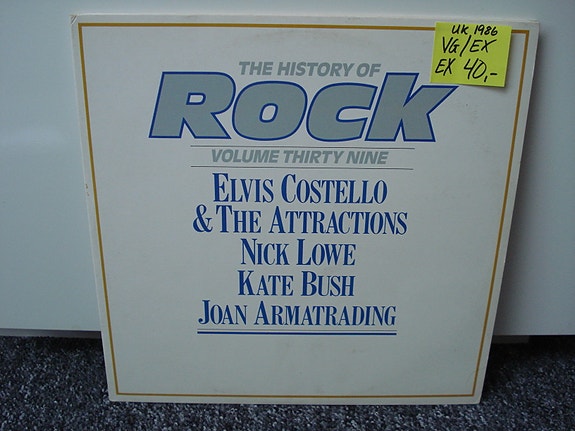 UK 1986
VG/EX
EX 40,-
THE HISTORY OF
ROCK
VOLUME THIRTY NINE
ELVIS COSTELLO
& THE ATTRACTIONS
NICK LOWE
KATE BUSH
JOAN ARMATRADING